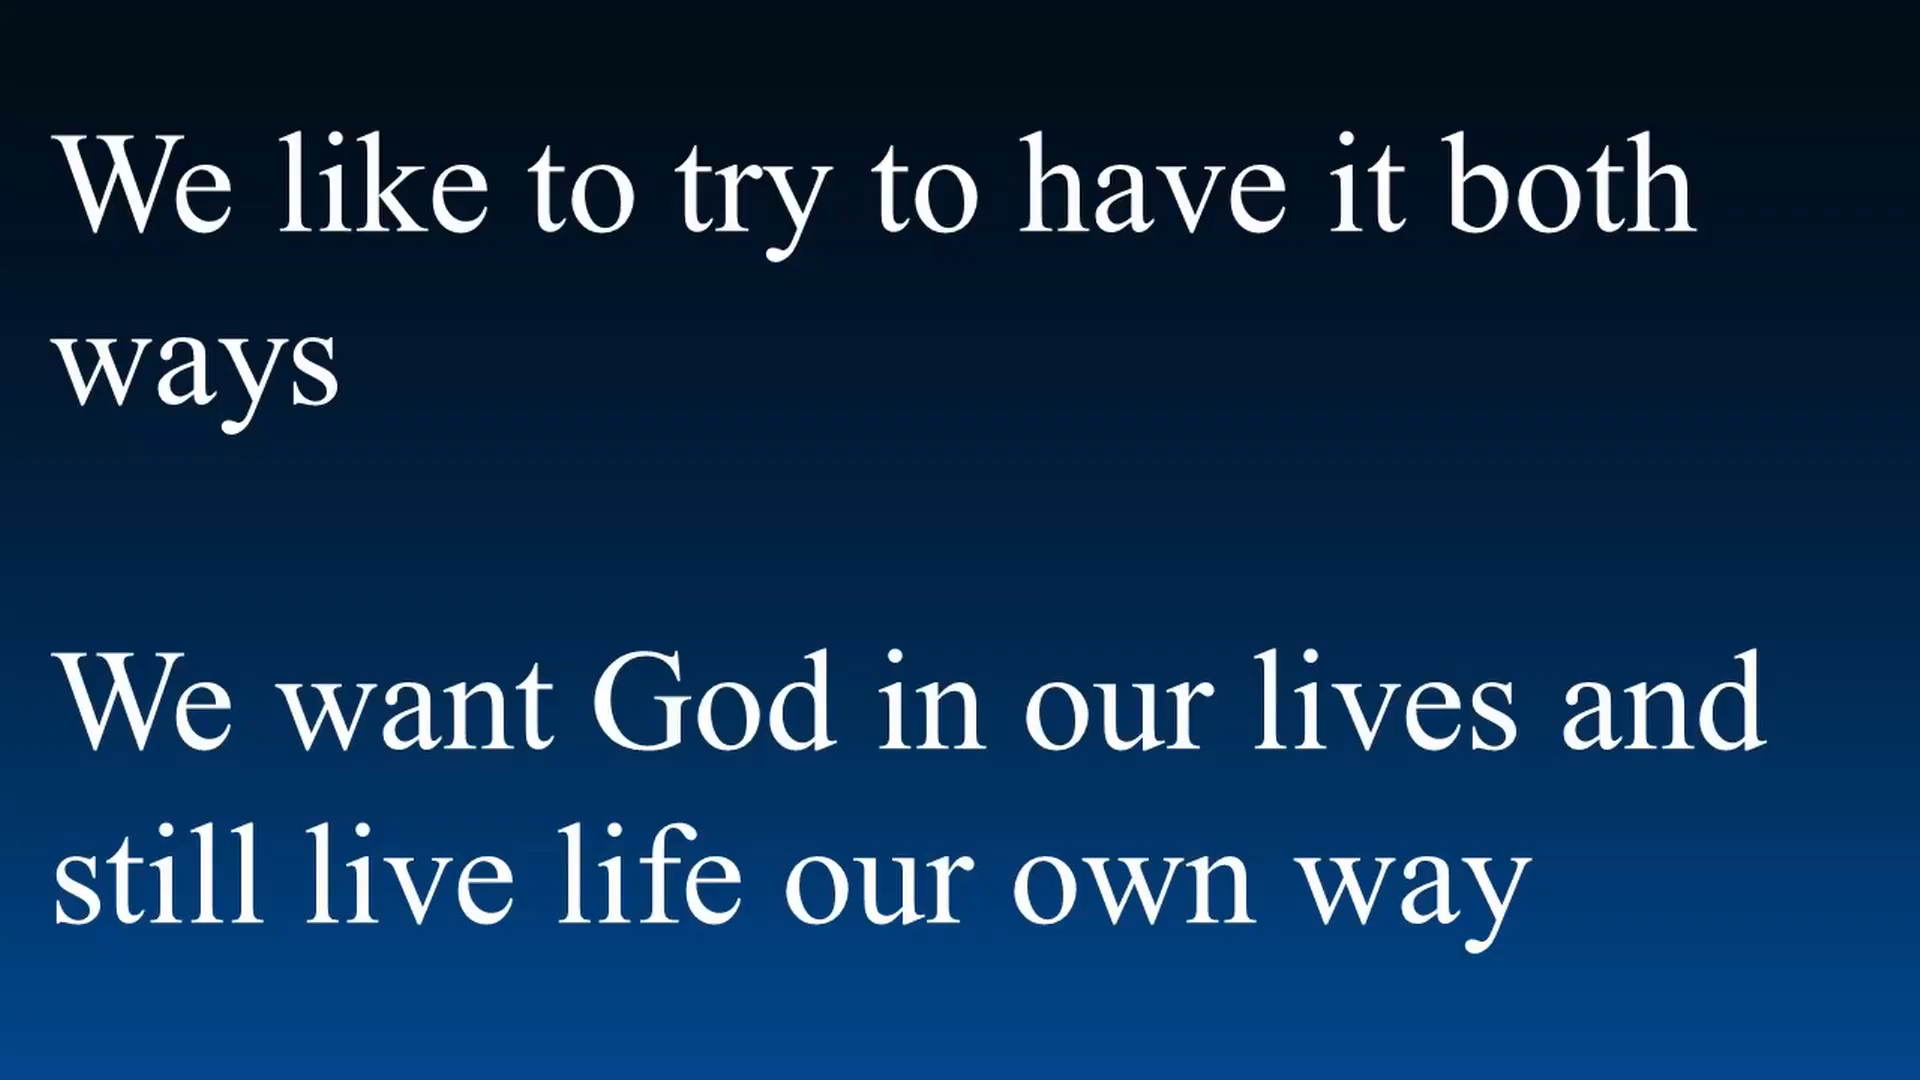 We like to try to have it both
ways
We want God in our lives and
still live life our own way